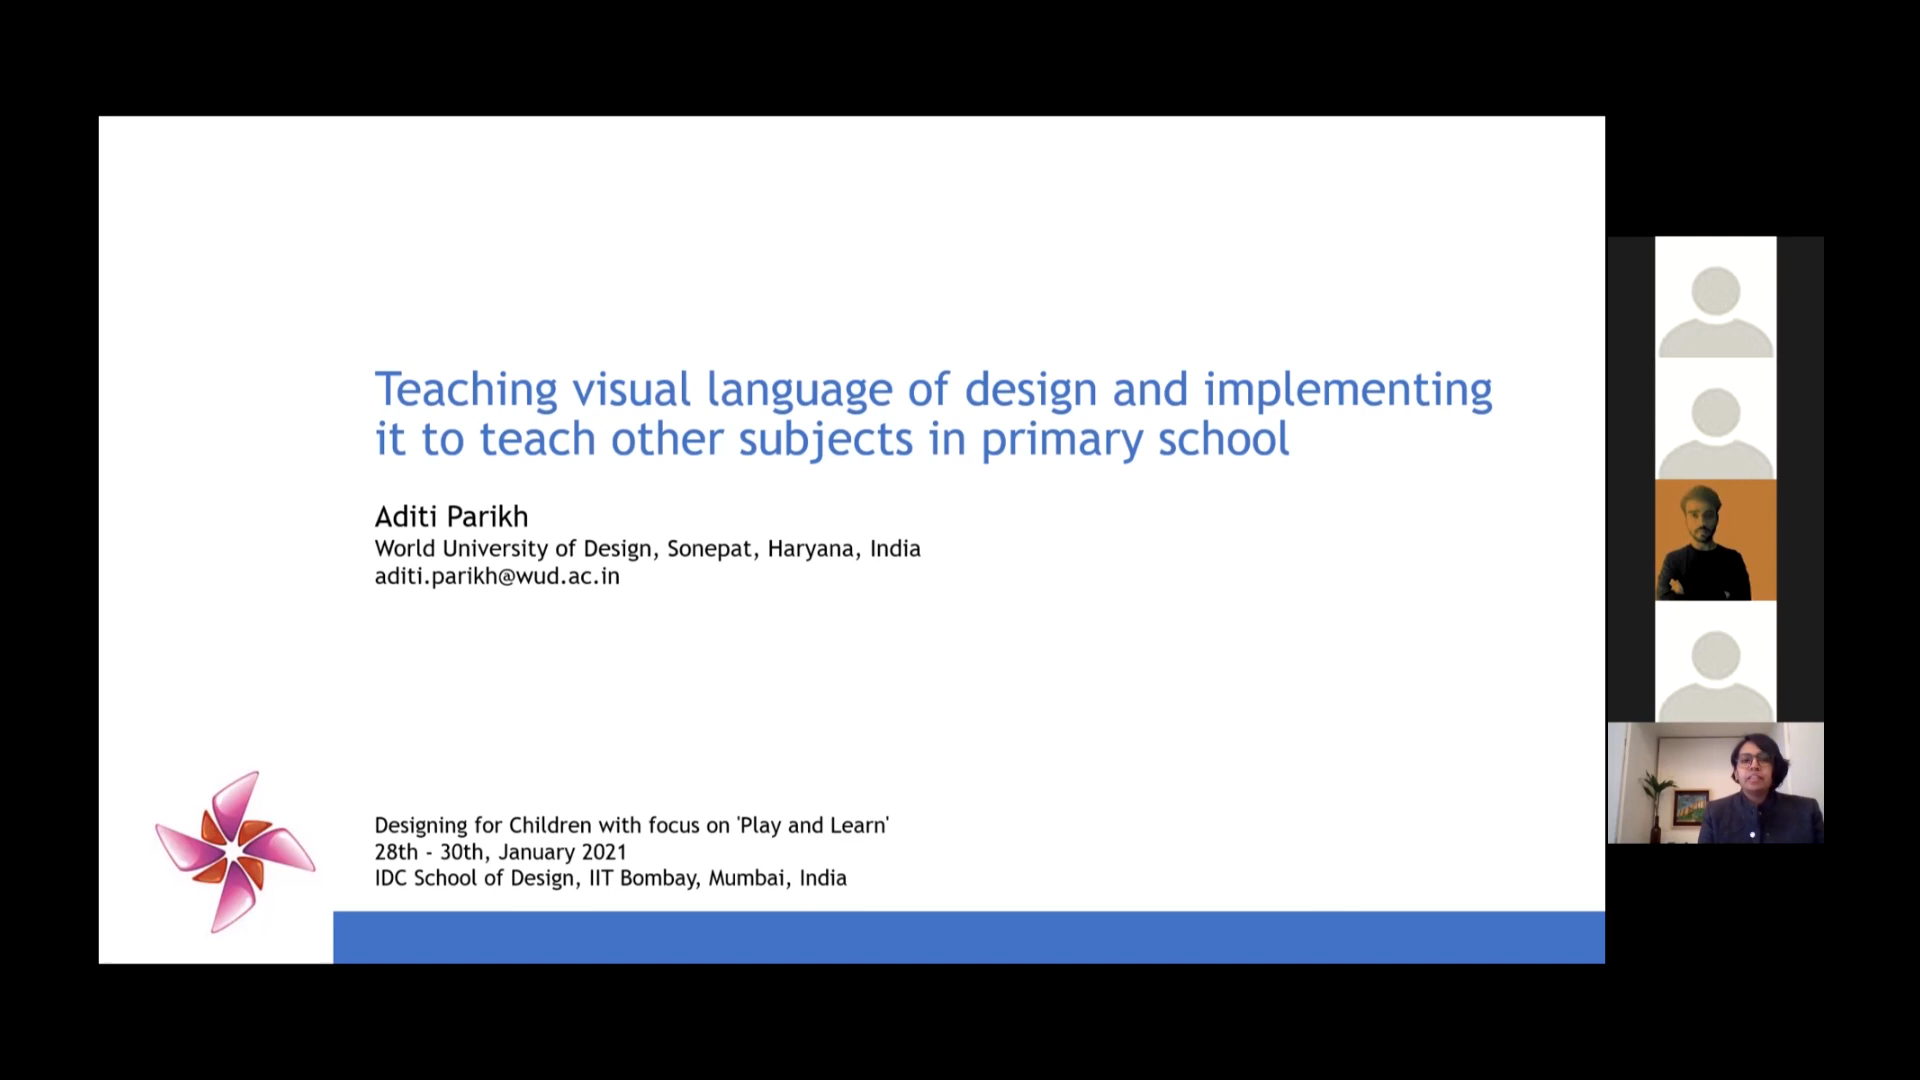 Teaching visual language of design and implementing
it to teach other subjects in primary school
Aditi Parikh
World University of Design, Sonepat, Haryana, India
aditi.parikh@wud.ac.in
Designing for Children with focus on 'Play and Learn'
28th - 30th, January 2021
IDC School of Design, IIT Bombay, Mumbai, India